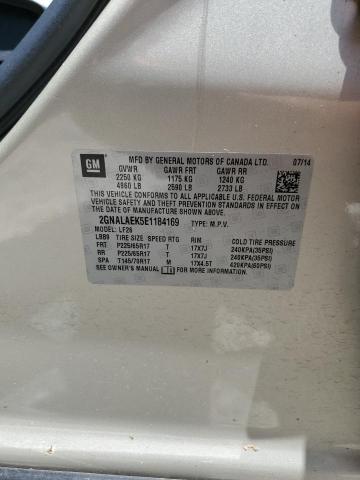 GM
MFD BY GENERAL MOTORS OF CANADA LTD. 07/14
GVWR GAWR FRT GAWR RR
2250 KG 1175 KG 1240 KG
4960 LB 2590 LB 2733 LB
THIS VEHICLE CONFORMS TO ALL APPLICABLE U.S. FEDERAL MOTOR
VEHICLE SAFETY, BUMPER, AND THEFT PREVENTION STANDARDS
IN EFFECT ON THE DATE OF MANUFACTURE SHOWN ABOVE.
2GNALAEK5E1184169 TYPE: M.P.V.
MODEL: LF26
LBB9 TIRE SIZE SPEED RTG RIM COLD TIRE PRESSURE
FRT P225/65R17 T 17X7J 240KPA(35PSI)
RR P225/65R17 T 17X7J 240KPA(35PSI)
SPA T145/70R17 M 17X4.5T 420KPA(60PSI)
SEE OWNER'S MANUAL FOR ADDITIONAL INFORMATION.